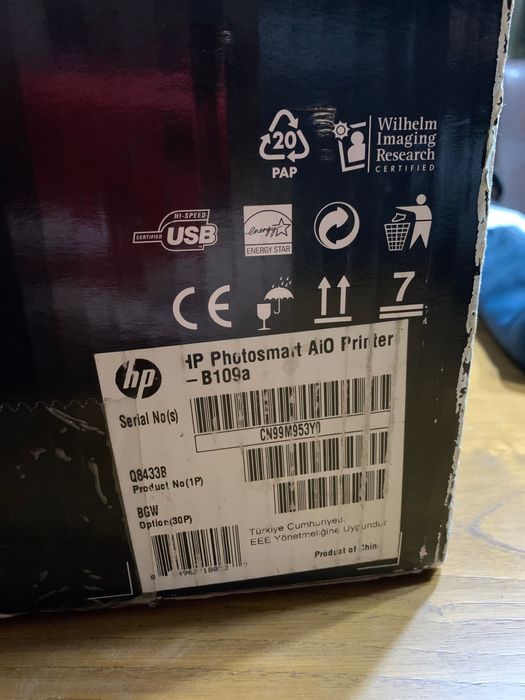 20
PAP
Wilhelm
Imaging
Research
CERTIFIED
HI-SPEED
CERTIFIED
USB
energy
ENERGY STAR
CE
7
4
hp
HP Photosmart AiO Printer
– B109a
Serial No(s)
CN99M953Y0
Q8433B
Product No(1P)
BGW
Option(30P)
Türkiye Cumhuriyeti:
EEE Yönetmeliğine Uygundur
Product of Chin